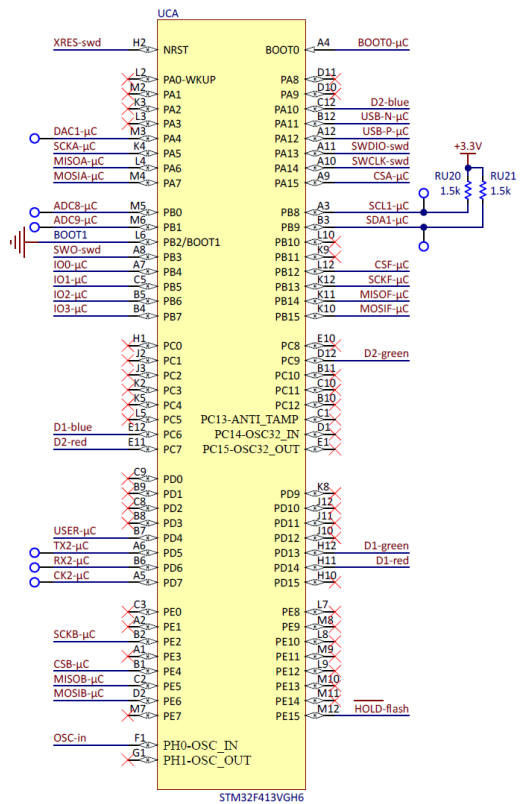 UCA
XRES-swd H2 NRST BOOT0 A4 BOOT0-µC
L2 PA0-WKUP PA8 D11
M2 PA1 PA9 D10
K3 PA2 PA10 C12 D2-blue
L3 PA3 PA11 B12 USB-N-µC
DAC1-µC M3 PA4 PA12 A12 USB-P-µC
SCKA-µC K4 PA5 PA13 A11 SWDIO-swd
MISOA-µC L4 PA6 PA14 A10 SWCLK-swd
MOSIA-µC M4 PA7 PA15 A9 CSA-µC
+3.3V
RU20 RU21
1.5k 1.5k
ADC8-µC M5 PB0 PB8 A3 SCL1-µC
ADC9-µC M6 PB1 PB9 B3 SDA1-µC
BOOT1 L6 PB2/BOOT1 PB10 L10
SWO-swd A8 PB3 PB11 K9
IO0-µC A7 PB4 PB12 L12 CSF-µC
IO1-µC C5 PB5 PB13 K12 SCKF-µC
IO2-µC B5 PB6 PB14 K11 MISOF-µC
IO3-µC B4 PB7 PB15 K10 MOSIF-µC
H1 PC0 PC8 E10
J2 PC1 PC9 D12 D2-green
J3 PC2 PC10 B11
K2 PC3 PC11 C10
K5 PC4 PC12 B10
L5 PC5 PC13-ANTI_TAMP C1
D1-blue E12 PC6 PC14-OSC32_IN D1
D2-red E11 PC7 PC15-OSC32_OUT E1
C9 PD0
B9 PD1 PD9 K8
C8 PD2 PD10 J12
B8 PD3 PD11 J11
USER-µC B7 PD4 PD12 J10
TX2-µC A6 PD5 PD13 H12 D1-green
RX2-µC B6 PD6 PD14 H11 D1-red
CK2-µC A5 PD7 PD15 H10
C3 PE0 PE8 L7
A2 PE1 PE9 M8
SCKB-µC B2 PE2 PE10 L8
A1 PE3 PE11 M9
CSB-µC B1 PE4 PE12 L9
MISOB-µC C2 PE5 PE13 M10
MOSIB-µC D2 PE6 PE14 M11
M7 PE7 PE15 M12 HOLD-flash
OSC-in F1 PH0-OSC_IN
G1 PH1-OSC_OUT
STM32F413VGH6